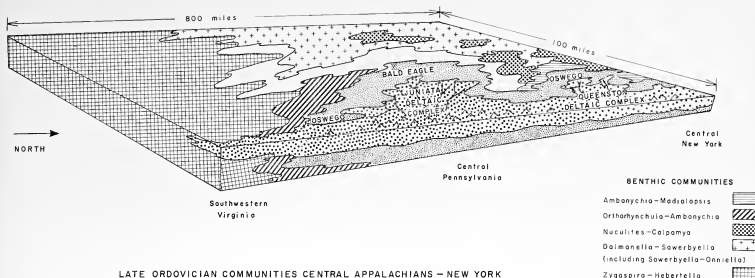 800 miles
100 miles
BALD EAGLE
OSWEGO
JUNIATA
DELTAIC
COMPLEX
QUEENSTON
DELTAIC COMPLEX
OSWEGO
NORTH
Central
New York
Central
Pennsylvania
Southwestern
Virginia
BENTHIC COMMUNITIES
Ambonychia – Modiolopsis
Orthorhynchula – Ambonychia
Nuculites – Colpomya
Dalmanella – Sowerbyella
(including Sowerbyella – Onniella)
Zygospira – Hebertella
LATE ORDOVICIAN COMMUNITIES CENTRAL APPALACHIANS – NEW YORK